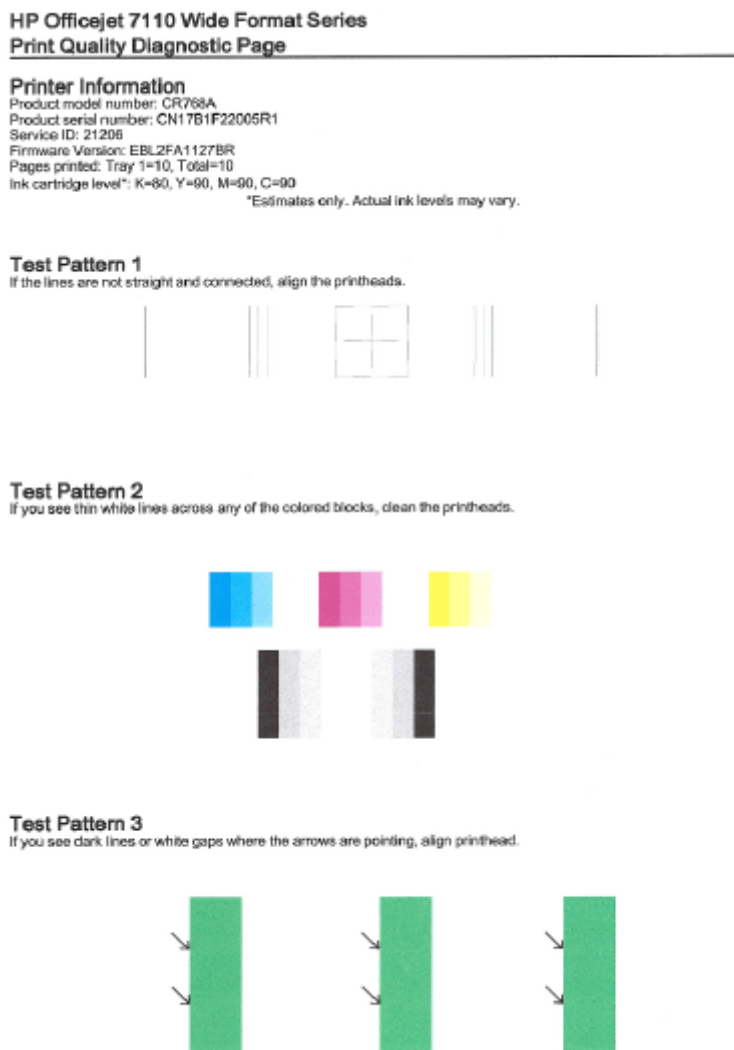 HP Officejet 7110 Wide Format Series
Print Quality Diagnostic Page
Printer Information
Product model number: CR768A
Product serial number: CN17B1F22005R1
Service ID: 21206
Firmware Version: EBL2FA1127BR
Pages printed: Tray 1=10, Total=10
Ink cartridge level*: K=80, Y=90, M=90, C=90
*Estimates only. Actual ink levels may vary.
Test Pattern 1
If the lines are not straight and connected, align the printheads.
Test Pattern 2
If you see thin white lines across any of the colored blocks, clean the printheads.
Test Pattern 3
If you see dark lines or white gaps where the arrows are pointing, align printhead.